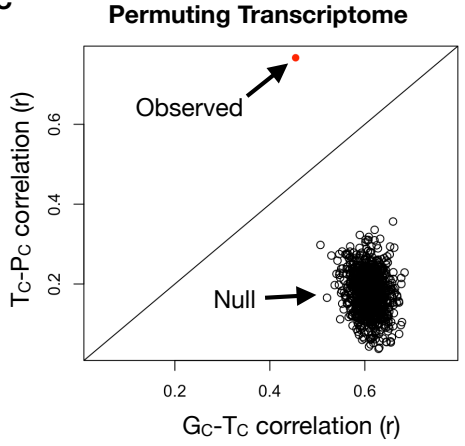 Permuting Transcriptome
Observed
Null
TC-PC correlation (r)
0.2
0.4
0.6
0.2
0.4
0.6
GC-TC correlation (r)